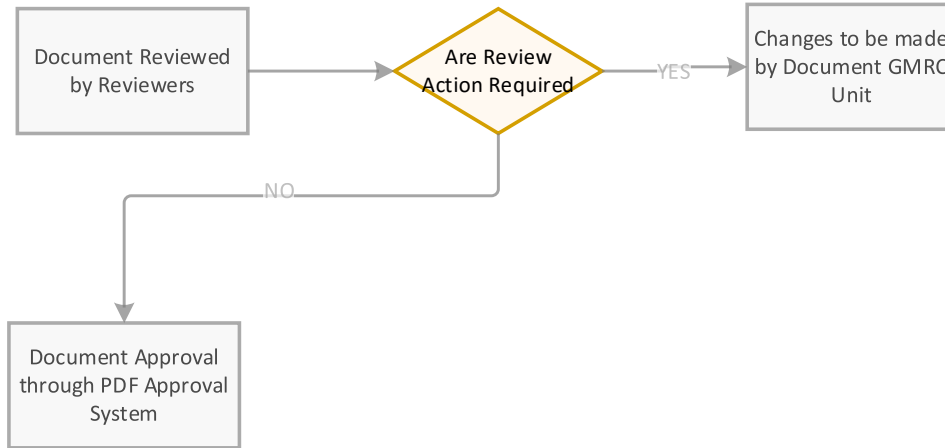 Document Reviewed
by Reviewers
Are Review
Action Required
YES
Changes to be made
by Document GMRC
Unit
NO
Document Approval
through PDF Approval
System